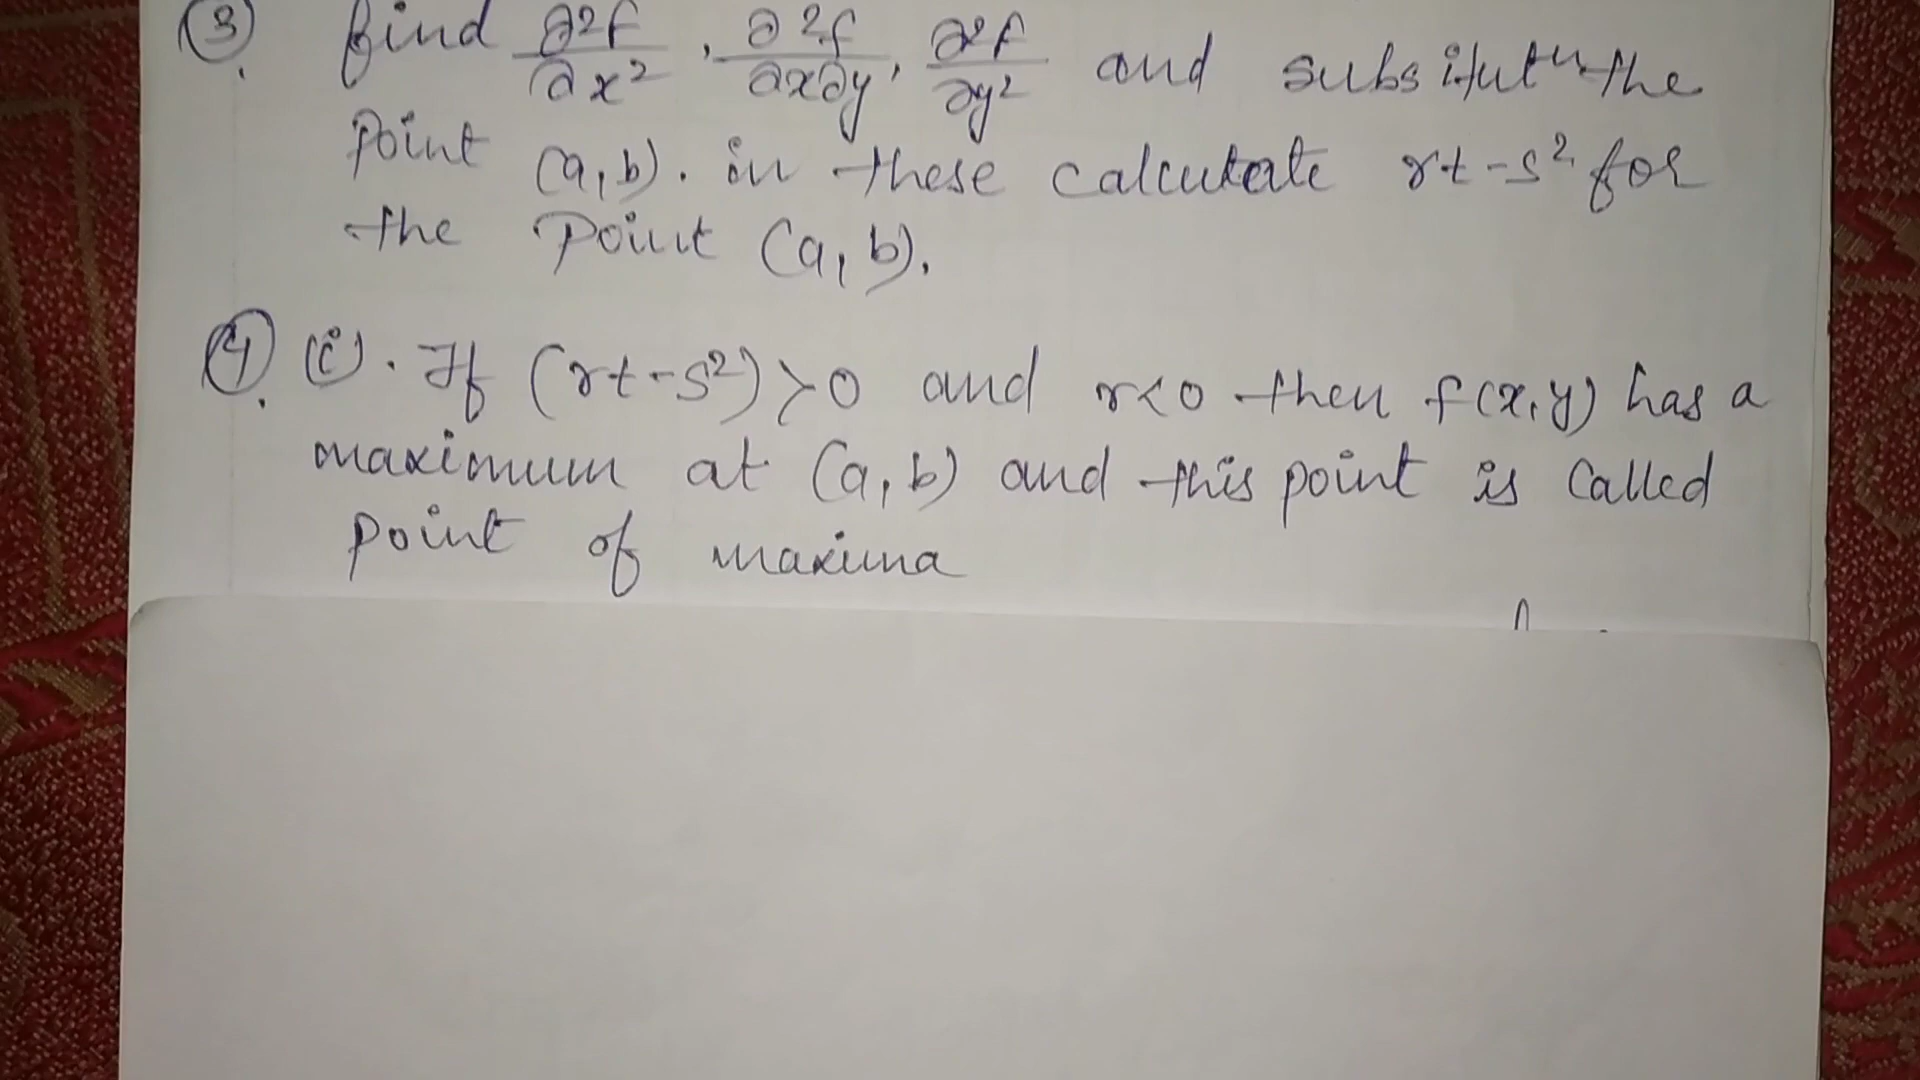 ③. find ∂²f/∂x², ∂²f/∂x∂y, ∂²f/∂y² and the
point (a,b). in these calculate rt-s² for
the point (a,b).
④. (i). If (rt-s²)>0 and r<0 then f(x,y) has a
maximum at (a,b) and this point is called
point of maxima